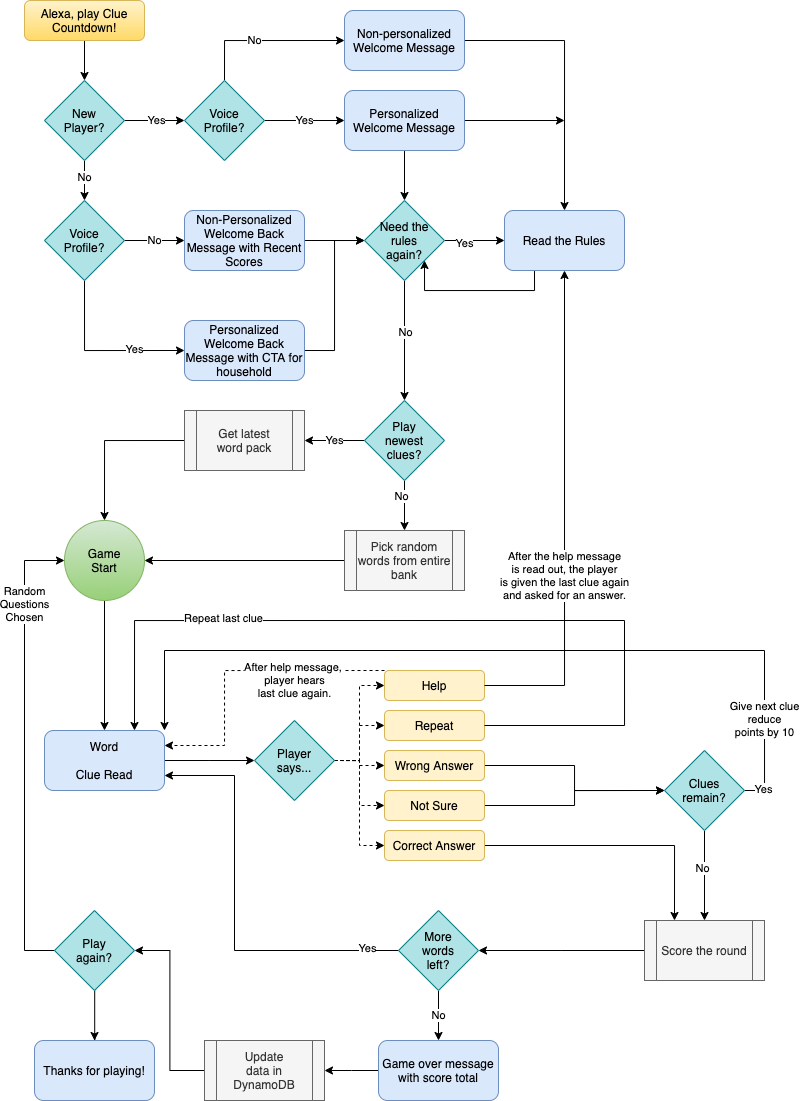 Alexa, play Clue
Countdown!
No
Non-personalized
Welcome Message
New
Player?
Yes
Voice
Profile?
Yes
Personalized
Welcome Message
No
Voice
Profile?
No
Non-Personalized
Welcome Back
Message with Recent
Scores
Need the
rules
again?
Yes
Read the Rules
Yes
Personalized
Welcome Back
Message with CTA for
household
No
Get latest
word pack
Yes
Play
newest
clues?
No
Game
Start
Pick random
words from entire
bank
After the help message
is read out, the player
is given the last clue again
and asked for an answer.
Random
Questions
Chosen
Repeat last clue
After help message,
player hears
last clue again.
Help
Repeat
Give next clue
reduce
points by 10
Word
Clue Read
Player
says...
Wrong Answer
Not Sure
Correct Answer
Clues
remain?
Yes
No
Play
again?
Yes
More
words
left?
Score the round
No
Thanks for playing!
Update
data in
DynamoDB
Game over message
with score total